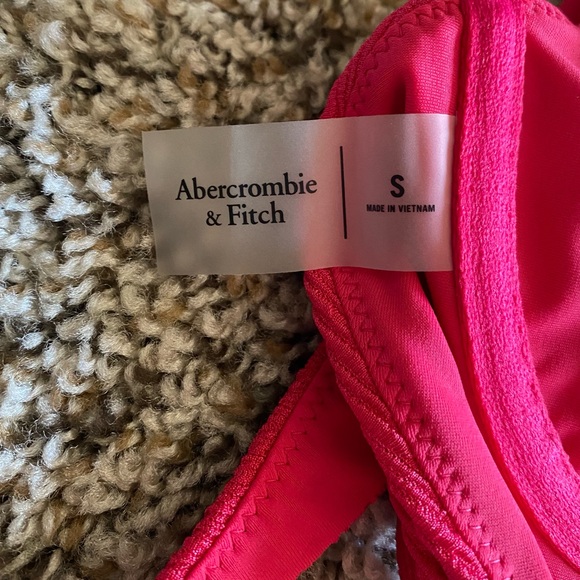 Abercrombie
& Fitch
S
MADE IN VIETNAM